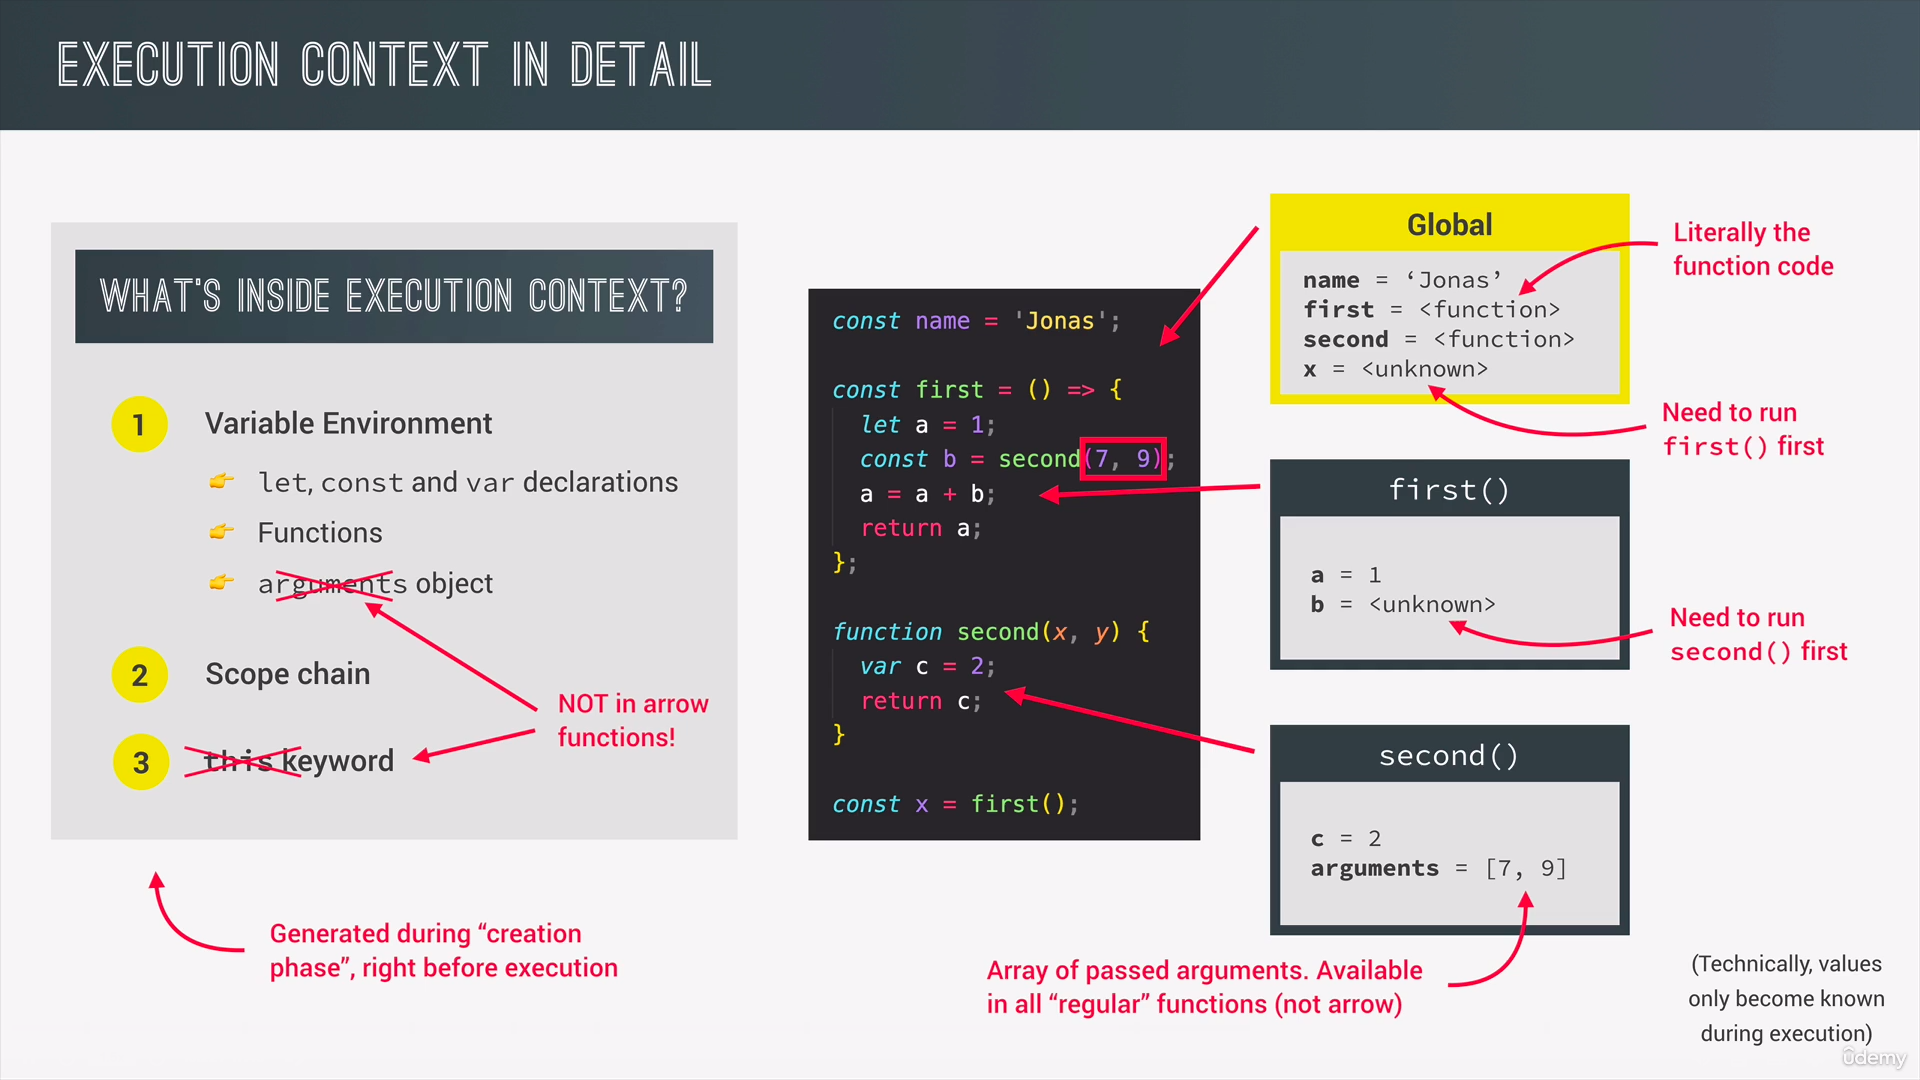 EXECUTION CONTEXT IN DETAIL
WHAT'S INSIDE EXECUTION CONTEXT?
1 Variable Environment
👉 let, const and var declarations
👉 Functions
👉 arguments object
2 Scope chain
NOT in arrow
functions!
3 this keyword
Generated during “creation
phase”, right before execution
const name = 'Jonas';
const first = () => {
let a = 1;
const b = second(7, 9);
a = a + b;
return a;
};
function second(x, y) {
var c = 2;
return c;
}
const x = first();
Global
name = ‘Jonas’
first = <function>
second = <function>
x = <unknown>
Literally the
function code
Need to run
first() first
first()
a = 1
b = <unknown>
Need to run
second() first
second()
c = 2
arguments = [7, 9]
Array of passed arguments. Available
in all “regular” functions (not arrow)
(Technically, values
only become known
during execution)
ûdemy